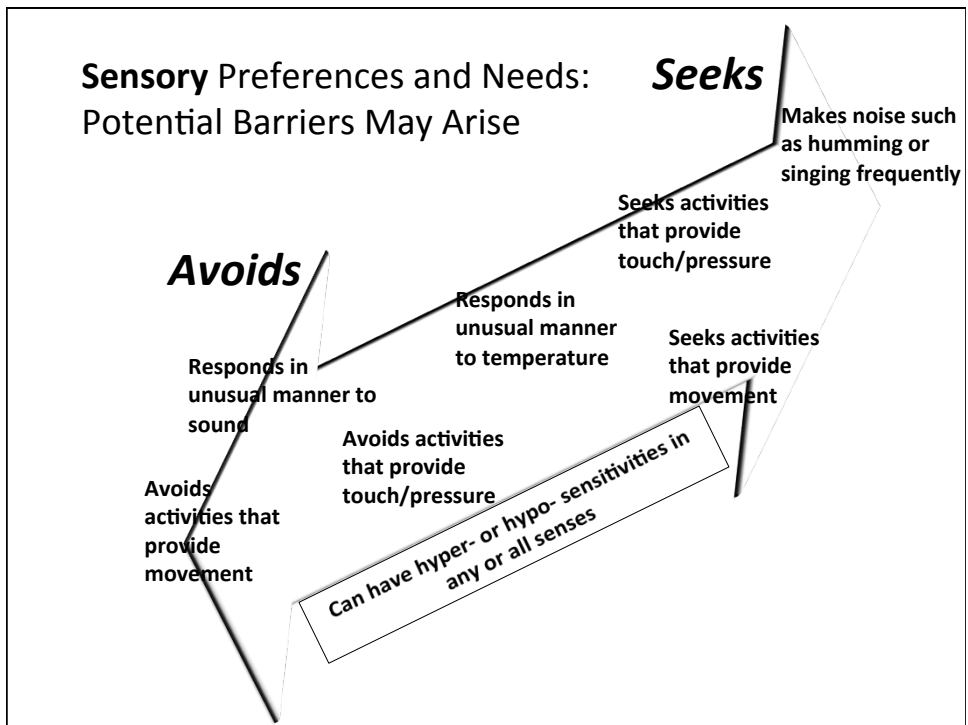 Sensory Preferences and Needs:
Potential Barriers May Arise
Seeks
Makes noise such
as humming or
singing frequently
Seeks activities
that provide
touch/pressure
Avoids
Responds in
unusual manner
to temperature
Seeks activities
that provide
movement
Responds in
unusual manner to
sound
Avoids activities
that provide
touch/pressure
Avoids
activities that
provide
movement
Can have hyper- or hypo- sensitivities in
any or all senses